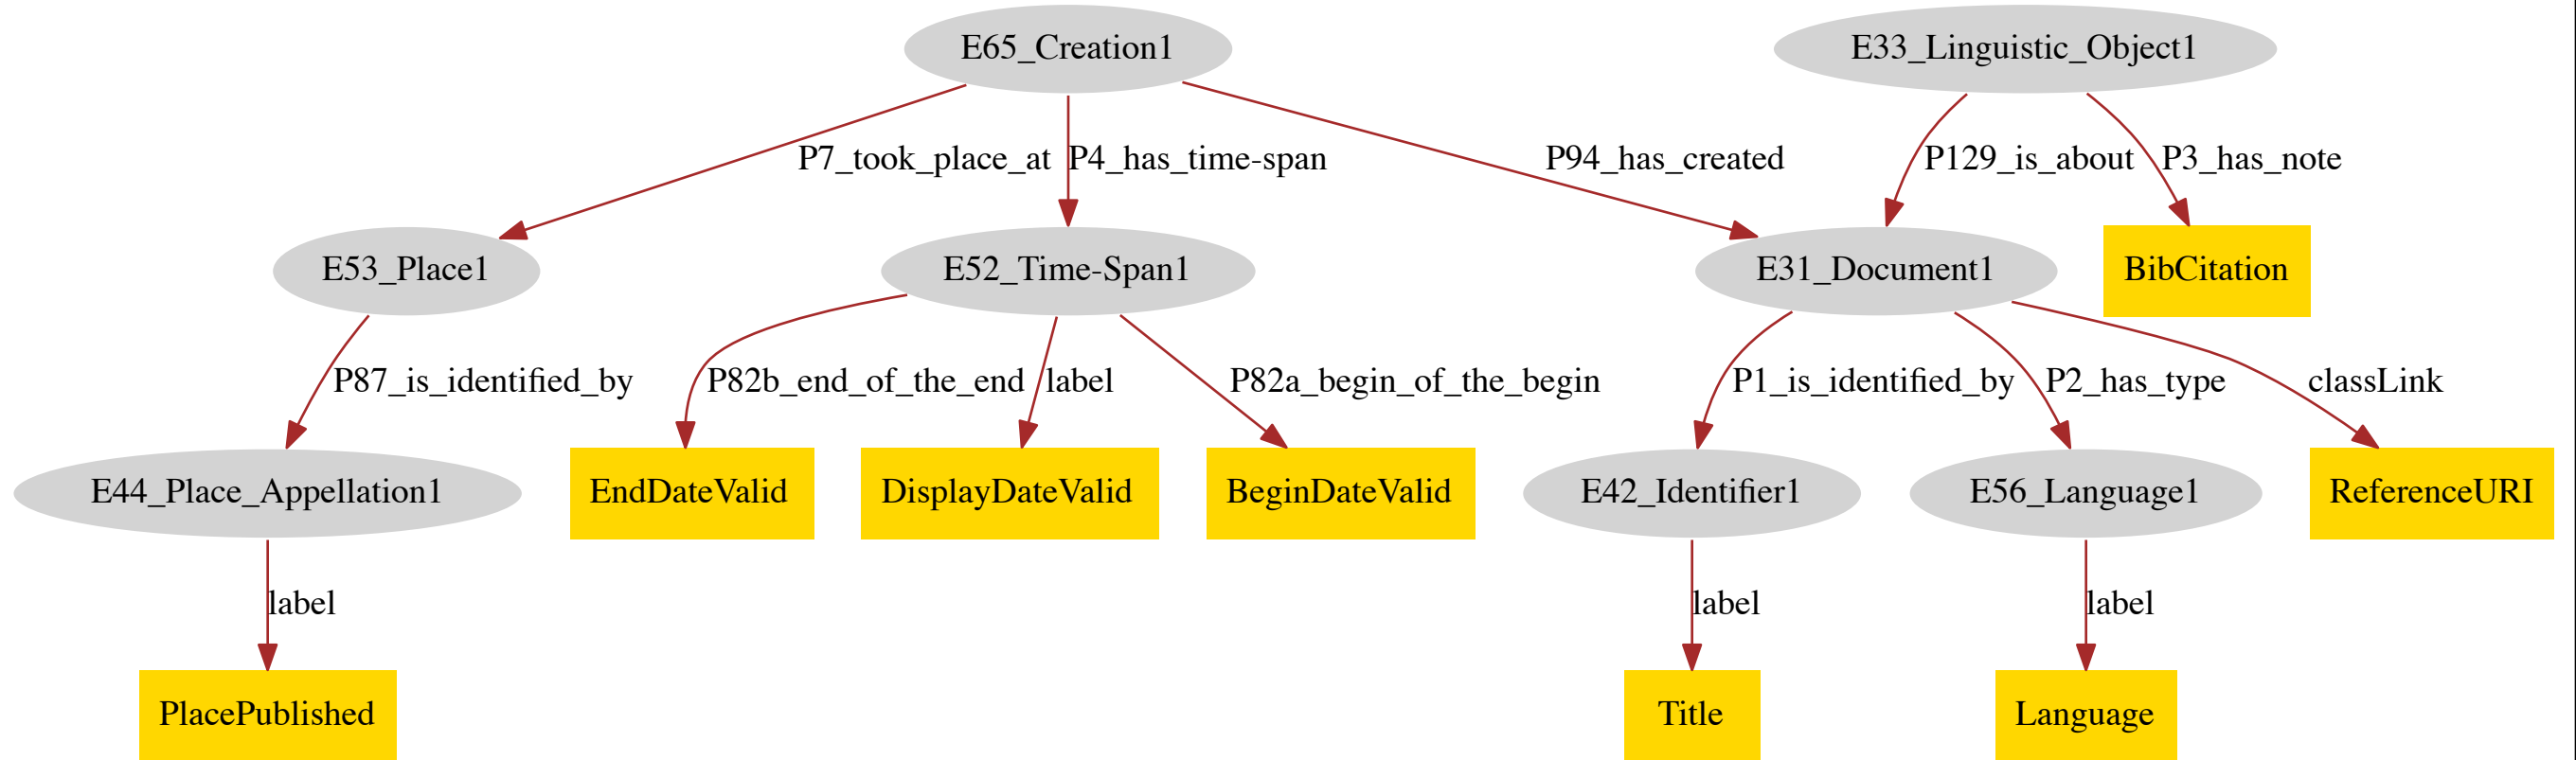 E65_Creation1
E33_Linguistic_Object1
P7_took_place_at
P4_has_time-span
P94_has_created
P129_is_about
P3_has_note
E53_Place1
E52_Time-Span1
E31_Document1
BibCitation
P87_is_identified_by
P82b_end_of_the_end
label
P82a_begin_of_the_begin
P1_is_identified_by
P2_has_type
classLink
E44_Place_Appellation1
EndDateValid
DisplayDateValid
BeginDateValid
E42_Identifier1
E56_Language1
ReferenceURI
label
label
label
PlacePublished
Title
Language